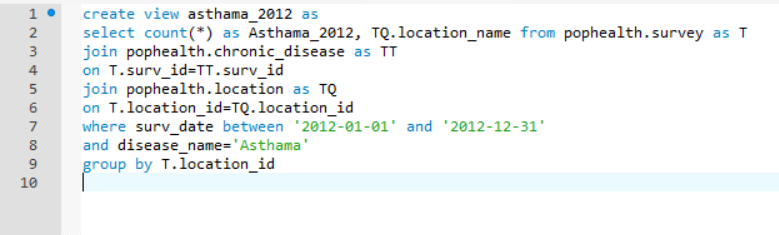 1 create view asthama_2012 as
2 select count(*) as Asthama_2012, TQ.location_name from pophealth.survey as T
3 join pophealth.chronic_disease as TT
4 on T.surv_id=TT.surv_id
5 join pophealth.location as TQ
6 on T.location_id=TQ.location_id
7 where surv_date between '2012-01-01' and '2012-12-31'
8 and disease_name='Asthama'
9 group by T.location_id
10